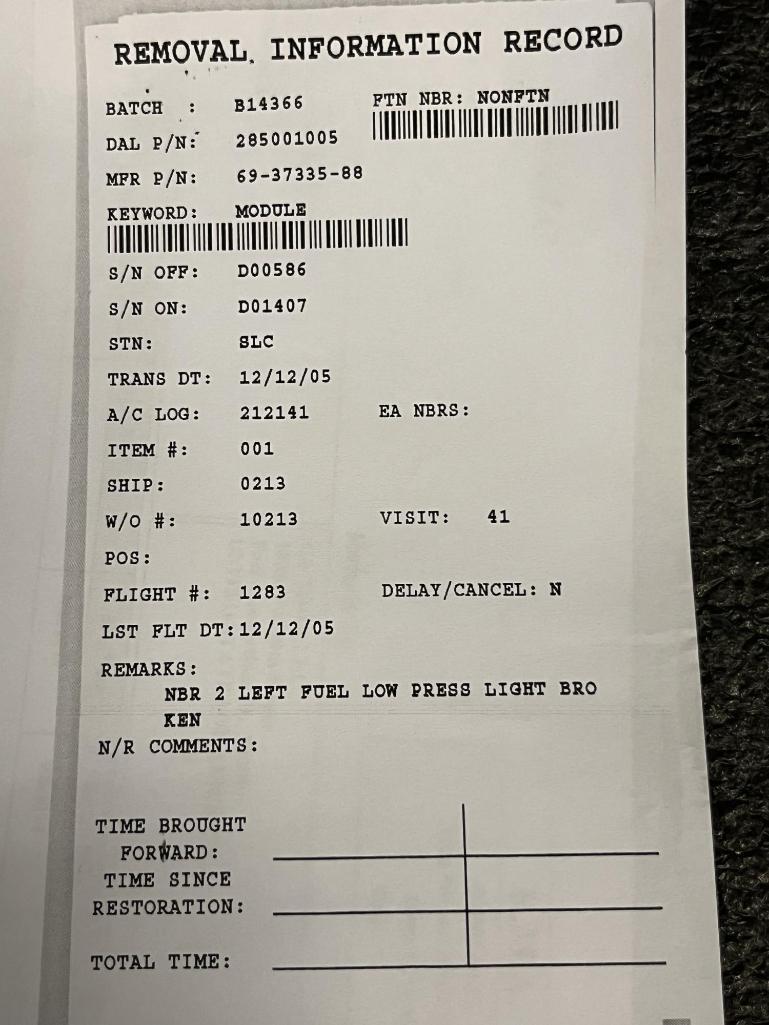 REMOVAL INFORMATION RECORD
BATCH : B14366 FTN NBR: NONFTN
DAL P/N: 285001005
MFR P/N: 69-37335-88
KEYWORD: MODULE
S/N OFF: D00586
S/N ON: D01407
STN: SLC
TRANS DT: 12/12/05
A/C LOG: 212141 EA NBRS:
ITEM #: 001
SHIP: 0213
W/O #: 10213 VISIT: 41
POS:
FLIGHT #: 1283 DELAY/CANCEL: N
LST FLT DT:12/12/05
REMARKS:
NBR 2 LEFT FUEL LOW PRESS LIGHT BRO
KEN
N/R COMMENTS:
TIME BROUGHT
FORWARD:
TIME SINCE
RESTORATION:
TOTAL TIME: